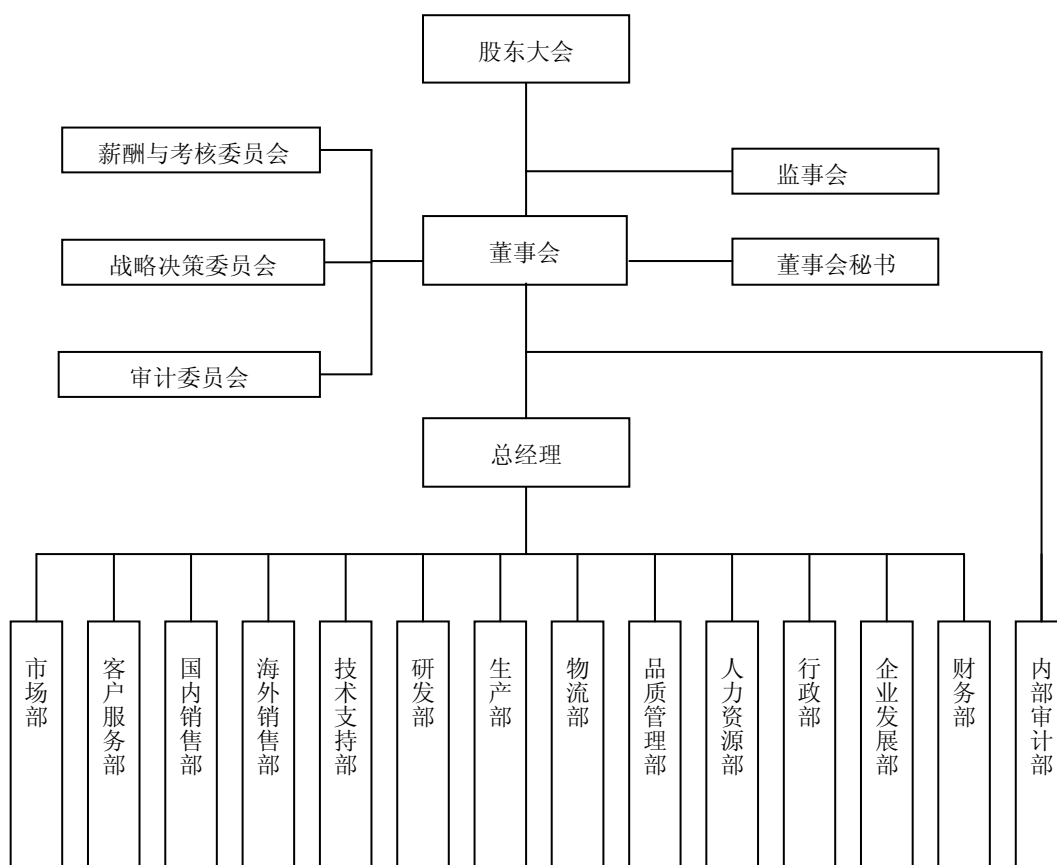 股东大会
薪酬与考核委员会
监事会
董事会
战略决策委员会
董事会秘书
审计委员会
总经理
市场部
客户服务部
国内销售部
海外销售部
技术支持部
研发部
生产部
物流部
品质管理部
人力资源部
行政部
企业发展部
财务部
内部审计部